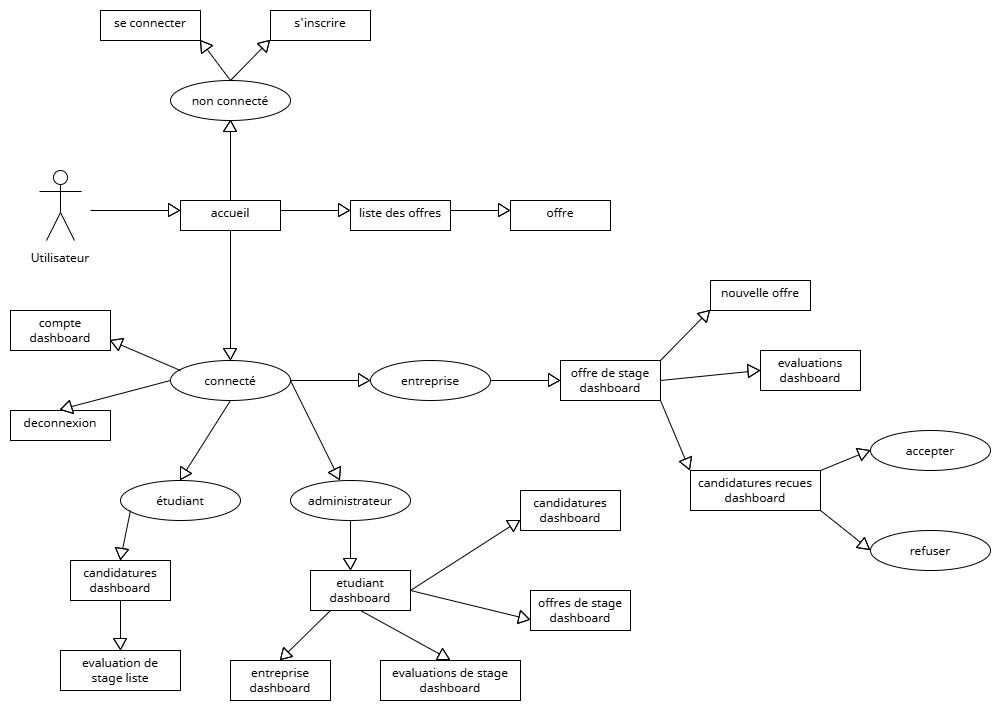 se connecter
s'inscrire
non connecté
Utilisateur
accueil
liste des offres
offre
nouvelle offre
compte
dashboard
connecté
entreprise
offre de stage
dashboard
evaluations
dashboard
deconnexion
accepter
étudiant
administrateur
candidatures recues
dashboard
candidatures
dashboard
refuser
candidatures
dashboard
etudiant
dashboard
offres de stage
dashboard
evaluation de
stage liste
entreprise
dashboard
evaluations de stage
dashboard